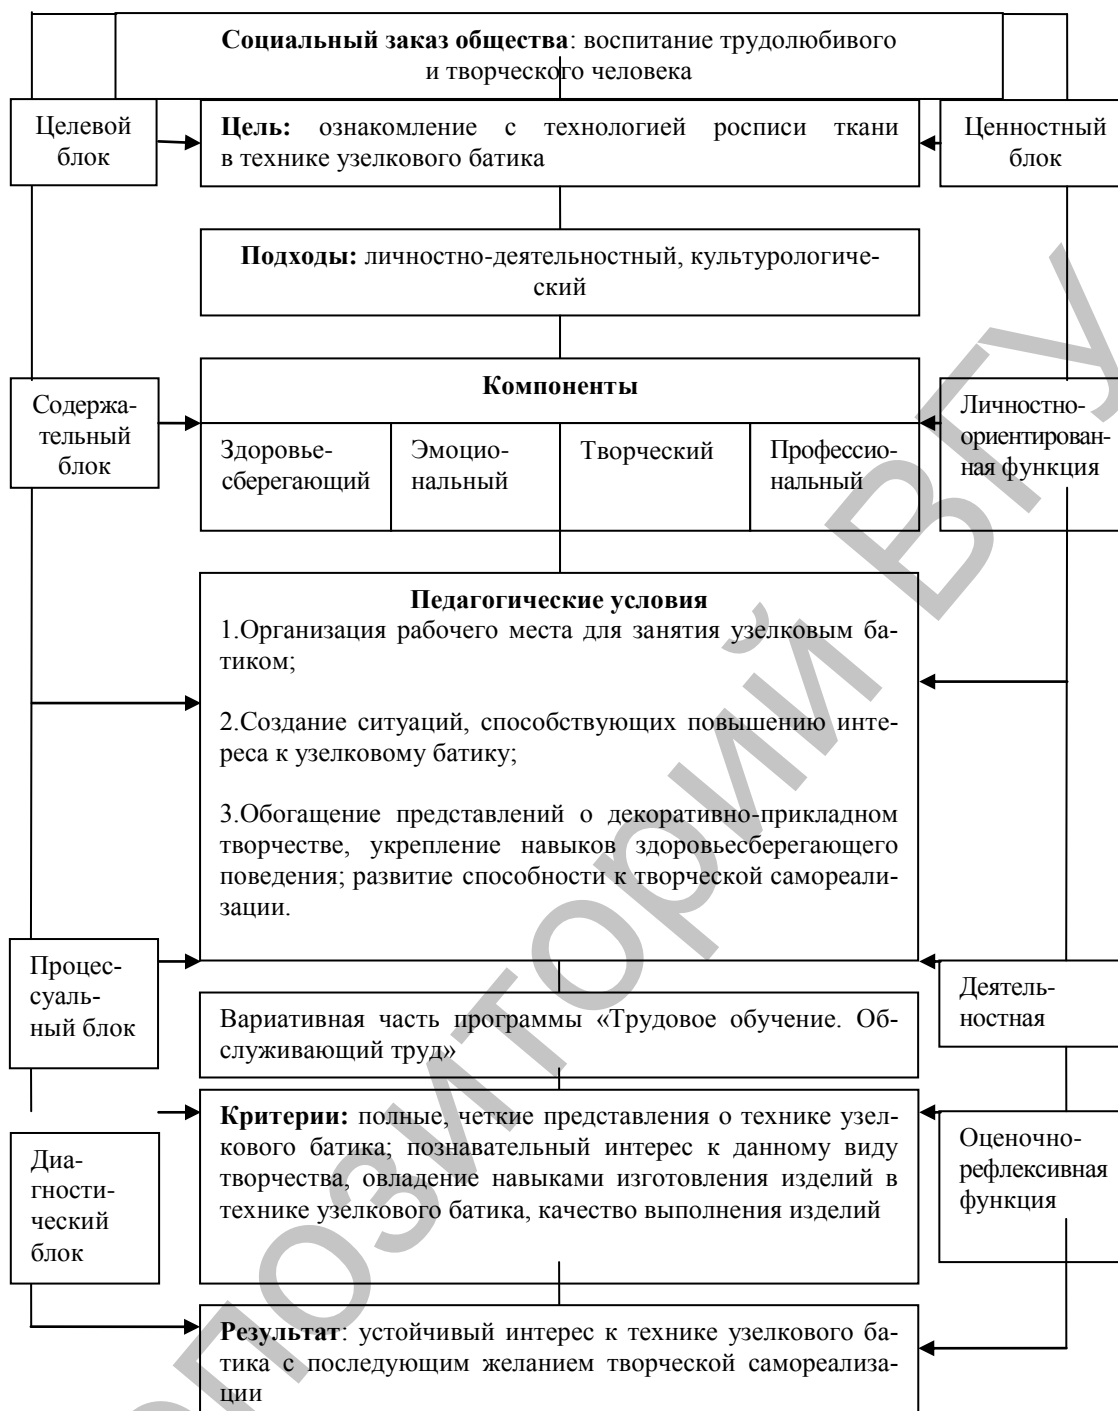 Социальный заказ общества: воспитание трудолюбивого
и творческого человека
Целевой
блок
Цель: ознакомление с технологией росписи ткани
в технике узелкового батика
Ценностный
блок
Подходы: личностно-деятельностный, культурологиче-
ский
Содержа-
тельный
блок
Компоненты
Здоровье-
сберегающий
Эмоцио-
нальный
Творческий
Профессио-
нальный
Личностно-
ориентирован-
ная функция
Педагогические условия
1.Организация рабочего места для занятия узелковым ба-
тиком;
2.Создание ситуаций, способствующих повышению инте-
реса к узелковому батику;
3.Обогащение представлений о декоративно-прикладном
творчестве, укрепление навыков здоровьесберегающего
поведения; развитие способности к творческой самореали-
зации.
Процес-
суаль-
ный блок
Деятель-
ностная
Вариативная часть программы «Трудовое обучение. Об-
служивающий труд»
Диа-
гности-
ческий
блок
Критерии: полные, четкие представления о технике узел-
кового батика; познавательный интерес к данному виду
творчества, овладение навыками изготовления изделий в
технике узелкового батика, качество выполнения изделий
Оценочно-
рефлексивная
функция
Результат: устойчивый интерес к технике узелкового ба-
тика с последующим желанием творческой самореализа-
ции
позиторий ВГУ